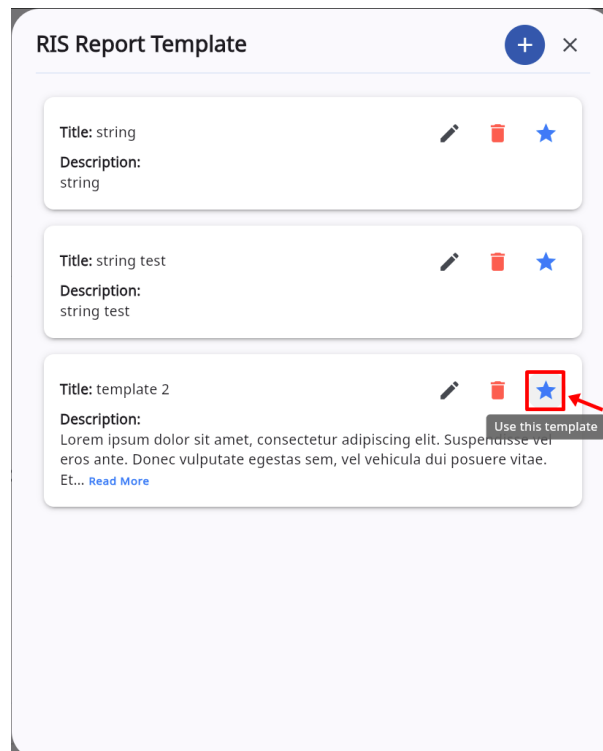 RIS Report Template
Title: string
Description:
string
Title: string test
Description:
string test
Title: template 2
Use this template
Description:
Lorem ipsum dolor sit amet, consectetur adipiscing elit. Suspendisse vel
eros ante. Donec vulputate egestas sem, vel vehicula dui posuere vitae.
Et... Read More